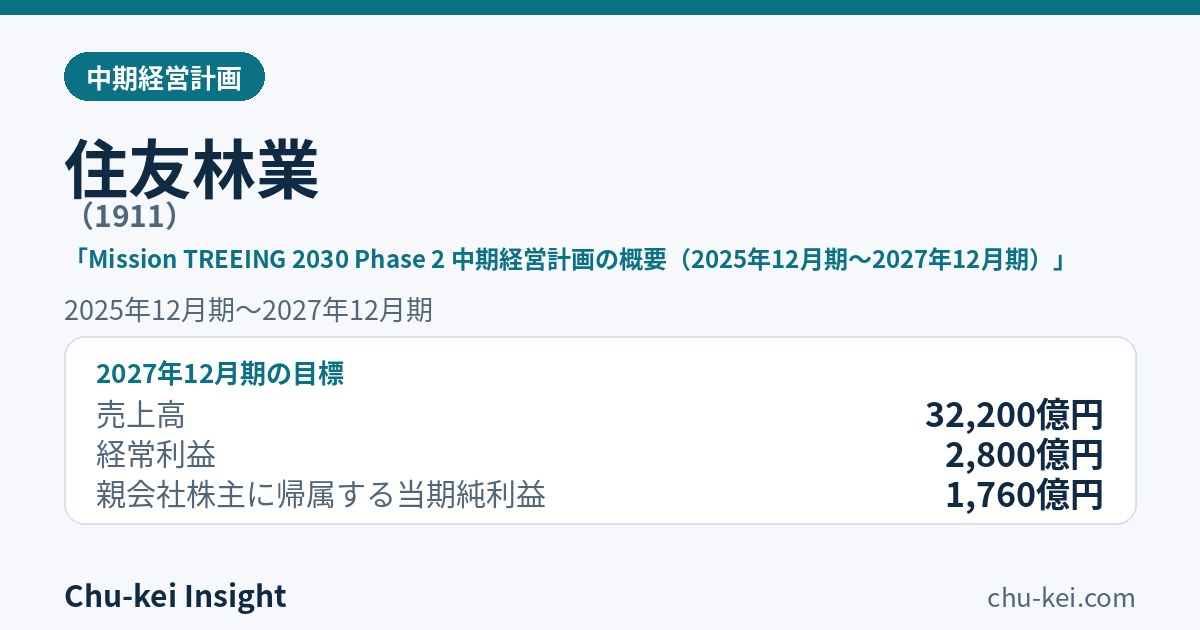 中期経営計画
住友林業
（1911）
「Mission TREEING 2030 Phase 2 中期経営計画の概要（2025年12月期～2027年12月期）」
2025年12月期～2027年12月期
2027年12月期の目標
売上高 32,200億円
経常利益 2,800億円
親会社株主に帰属する当期純利益 1,760億円
Chu-kei Insight chu-kei.com